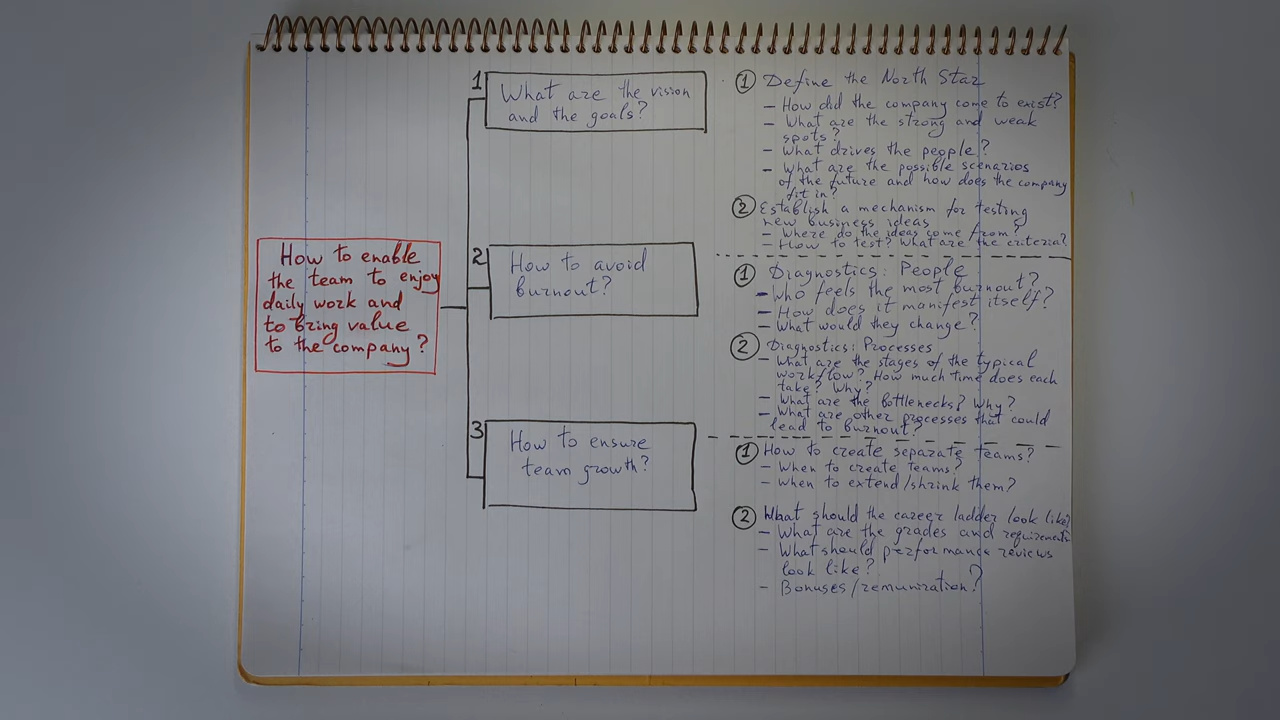 How to enable
the team to enjoy
daily work and
to bring value
to the company?
1
What are the vision
and the goals?
2
How to avoid
burnout?
3
How to ensure
team growth?
1 Define the North Star
- How did the company come to exist?
- What are the strong and weak
spots?
- What drives the people?
- What are the possible scenarios
of the future and how does the company
fit in?
2 Establish a mechanism for testing
new business ideas
- Where do the ideas come from?
- How to test? What are the criteria?
1 Diagnostics: People
- Who feels the most burnout?
- How does it manifest itself?
- What would they change?
2 Diagnostics: Processes
- What are the stages of the typical
workflow? How much time does each
take? Why?
- What are the bottlenecks? Why?
- What are other processes that could
lead to burnout?
1 How to create separate teams?
- When to create teams?
- When to extend/shrink them?
2 What should the career ladder look like?
- What are the grades and requirements
- What should performance reviews
look like?
- Bonuses/remunization?